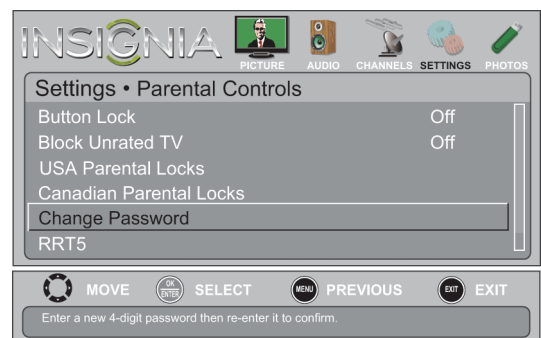 INSIGNIA
PICTURE AUDIO CHANNELS SETTINGS PHOTOS
Settings • Parental Controls
Button Lock Off
Block Unrated TV Off
USA Parental Locks
Canadian Parental Locks
Change Password
RRT5
MOVE OK ENTER SELECT MENU PREVIOUS EXIT EXIT
Enter a new 4-digit password then re-enter it to confirm.